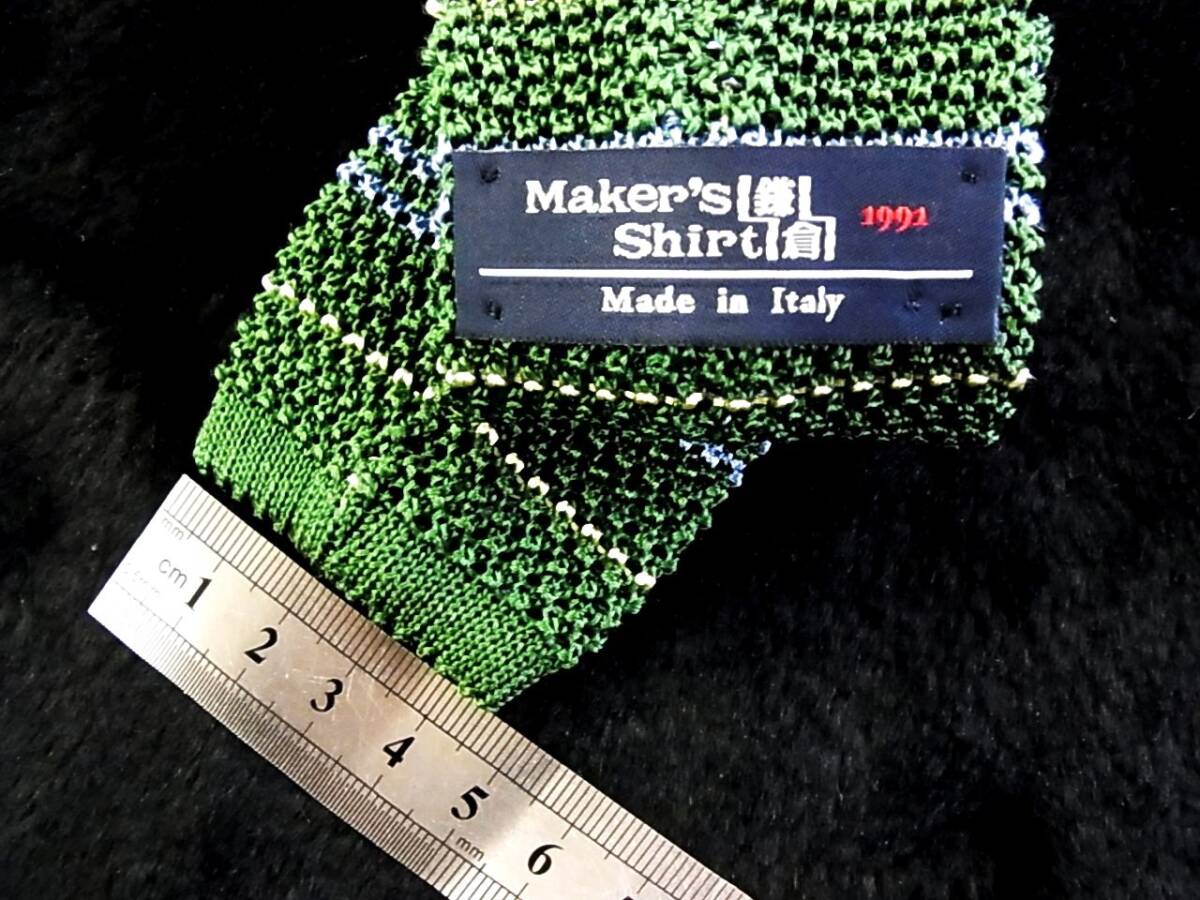 Maker's 鎌 1991
Shirt 倉
Made in Italy
mm
cm 1 2 3 4 5 6
mm